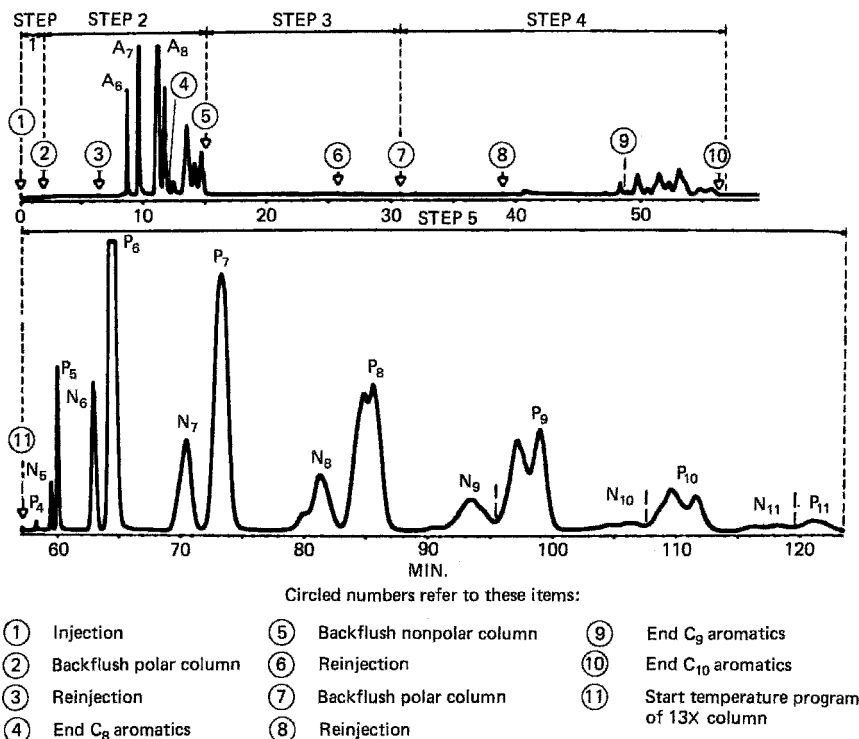 STEP 1 STEP 2 STEP 3 STEP 4
A₆ A₇ A₈ ④
① ② ③ ⑤ ⑥ ⑦ ⑧ ⑨ ⑩
0 10 20 30 40 50
STEP 5
⑪ P₄ N₅ P₅ N₆ P₆ N₇ P₇ N₈ P₈ N₉ P₉ N₁₀ P₁₀ N₁₁ P₁₁
60 70 80 90 100 110 120
MIN.
Circled numbers refer to these items:
① Injection
② Backflush polar column
③ Reinjection
④ End C₈ aromatics
⑤ Backflush nonpolar column
⑥ Reinjection
⑦ Backflush polar column
⑧ Reinjection
⑨ End C₉ aromatics
⑩ End C₁₀ aromatics
⑪ Start temperature program
of 13X column